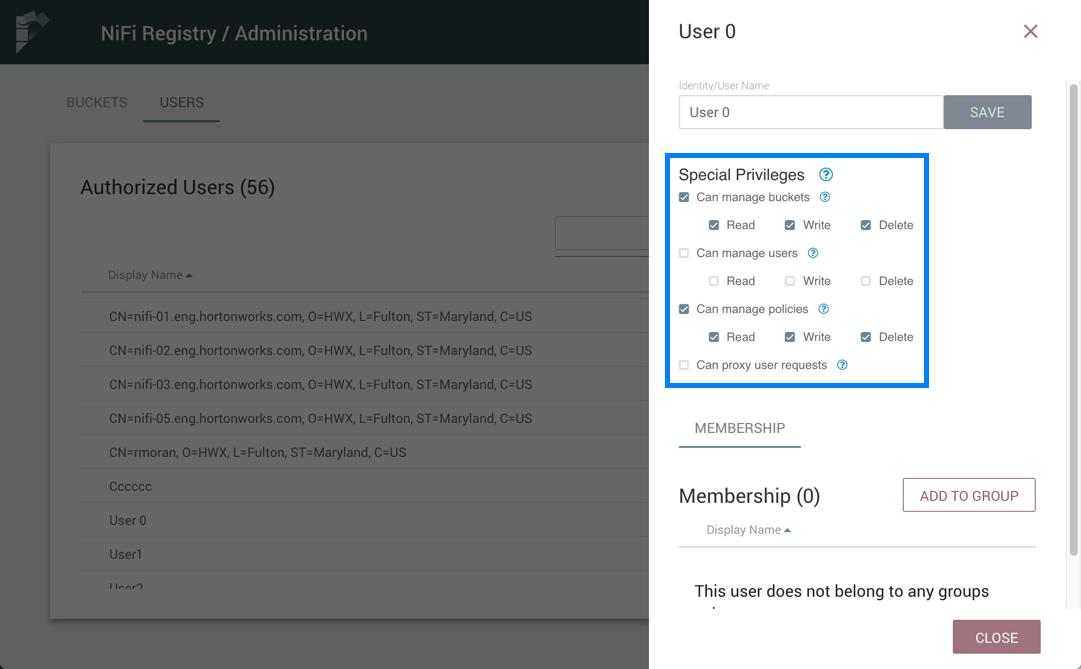 NiFi Registry / Administration
BUCKETS USERS
Authorized Users (56)
Display Name
CN=nifi-01.eng.hortonworks.com, O=HWX, L=Fulton, ST=Maryland, C=US
CN=nifi-02.eng.hortonworks.com, O=HWX, L=Fulton, ST=Maryland, C=US
CN=nifi-03.eng.hortonworks.com, O=HWX, L=Fulton, ST=Maryland, C=US
CN=nifi-05.eng.hortonworks.com, O=HWX, L=Fulton, ST=Maryland, C=US
CN=rmoran, O=HWX, L=Fulton, ST=Maryland, C=US
Cccccc
User 0
User1
User2
User 0
Identity/User Name
User 0 SAVE
Special Privileges ?
Can manage buckets ?
Read Write Delete
Can manage users ?
Read Write Delete
Can manage policies ?
Read Write Delete
Can proxy user requests ?
MEMBERSHIP
Membership (0) ADD TO GROUP
Display Name
This user does not belong to any groups
CLOSE